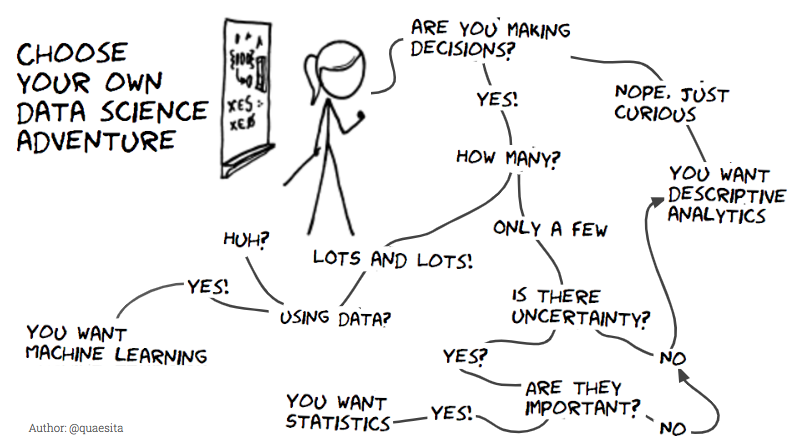 CHOOSE
YOUR OWN
DATA SCIENCE
ADVENTURE
ARE YOU MAKING
DECISIONS?
YES!
NOPE, JUST
CURIOUS
HOW MANY?
YOU WANT
DESCRIPTIVE
ANALYTICS
ONLY A FEW
HUH?
LOTS AND LOTS!
YES!
USING DATA?
IS THERE
UNCERTAINTY?
YOU WANT
MACHINE LEARNING
YES?
NO
ARE THEY
IMPORTANT?
YOU WANT
STATISTICS
YES!
NO
Author: @quaesita